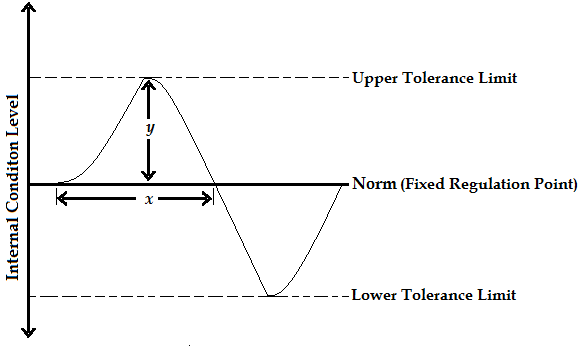 Internal Conditon Level
Upper Tolerance Limit
y
Norm (Fixed Regulation Point)
x
Lower Tolerance Limit